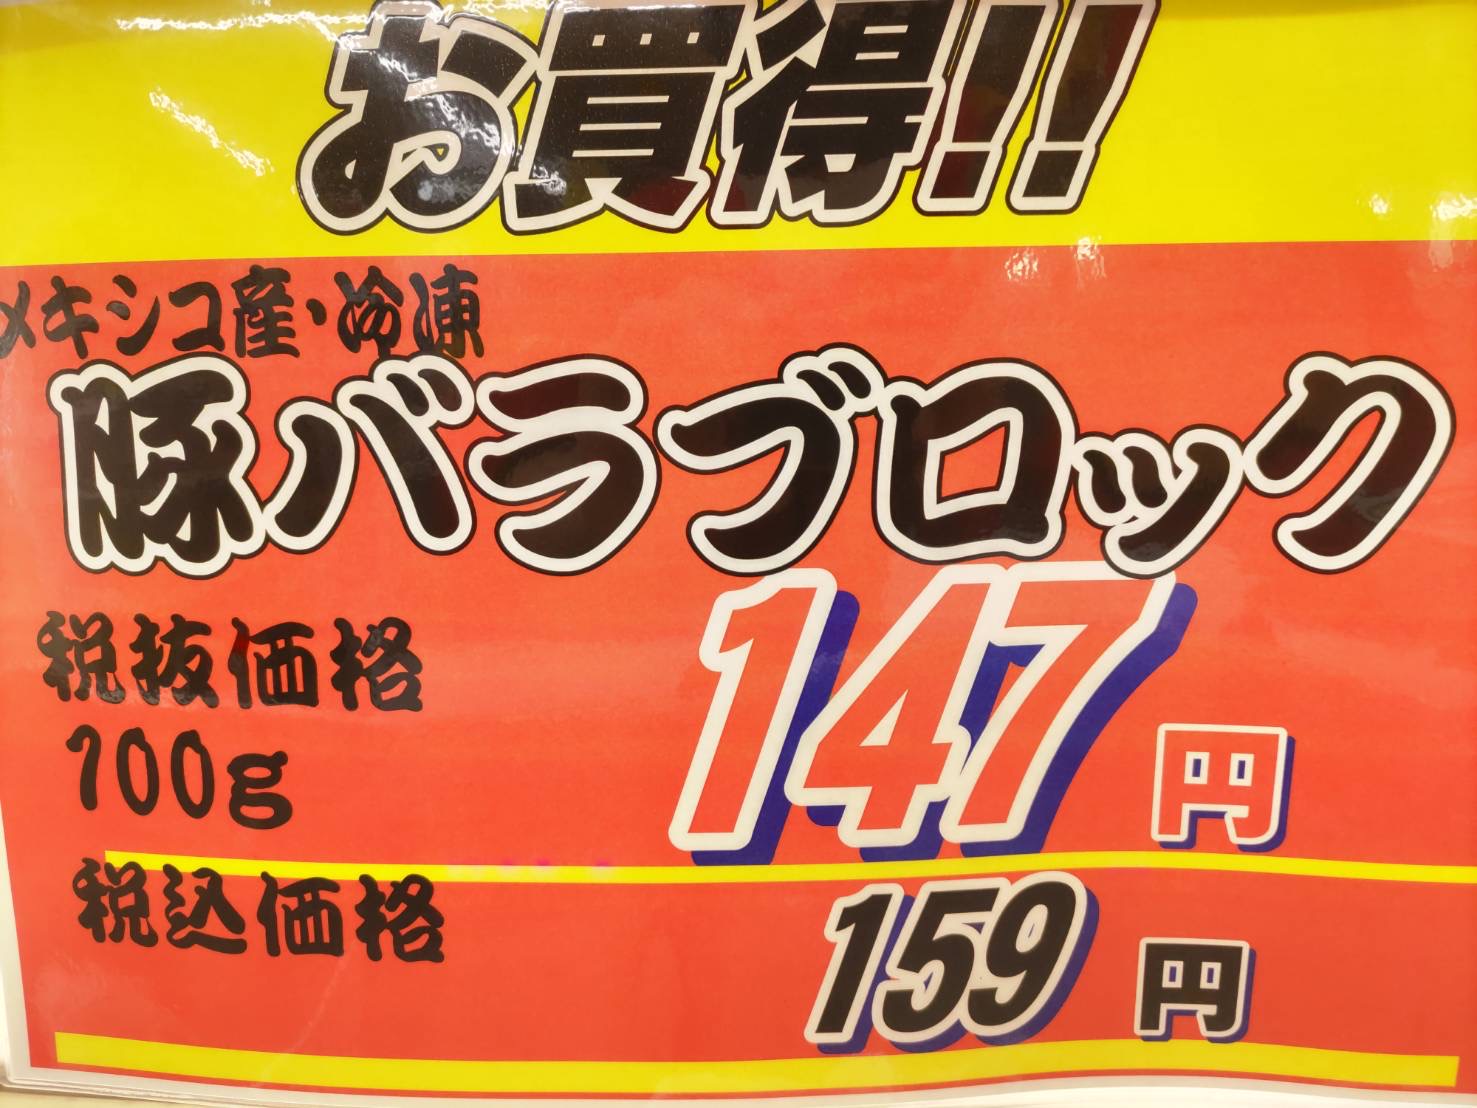 お買得!!
メキシコ産・冷凍
豚バラブロック
税抜価格
100g
147円
税込価格
159円